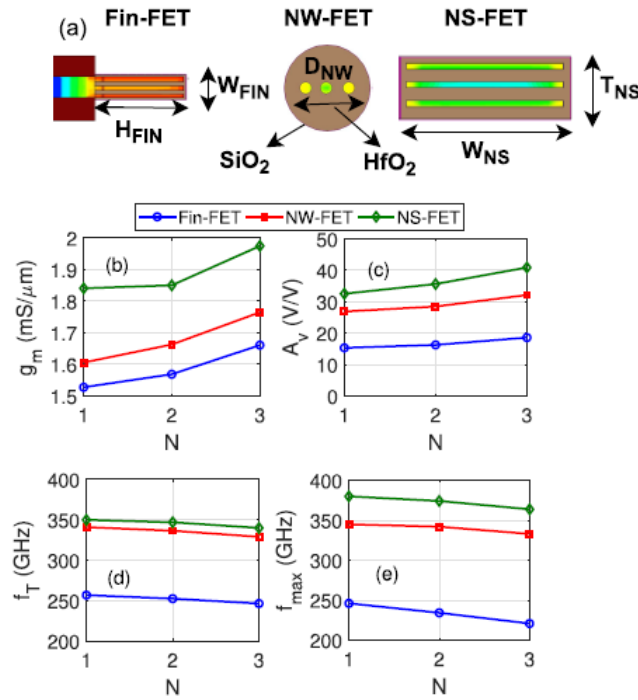 (a) Fin-FET NW-FET NS-FET
D_NW
W_FIN
T_NS
H_FIN
SiO₂ HfO₂ W_NS
Fin-FET NW-FET NS-FET
(b)
g_m (mS/μm)
2
1.9
1.8
1.7
1.6
1.5
1 2 3
N
(c)
A_v (V/V)
50
40
30
20
10
0
1 2 3
N
(d)
f_T (GHz)
400
350
300
250
200
1 2 3
N
(e)
f_max (GHz)
400
350
300
250
200
1 2 3
N